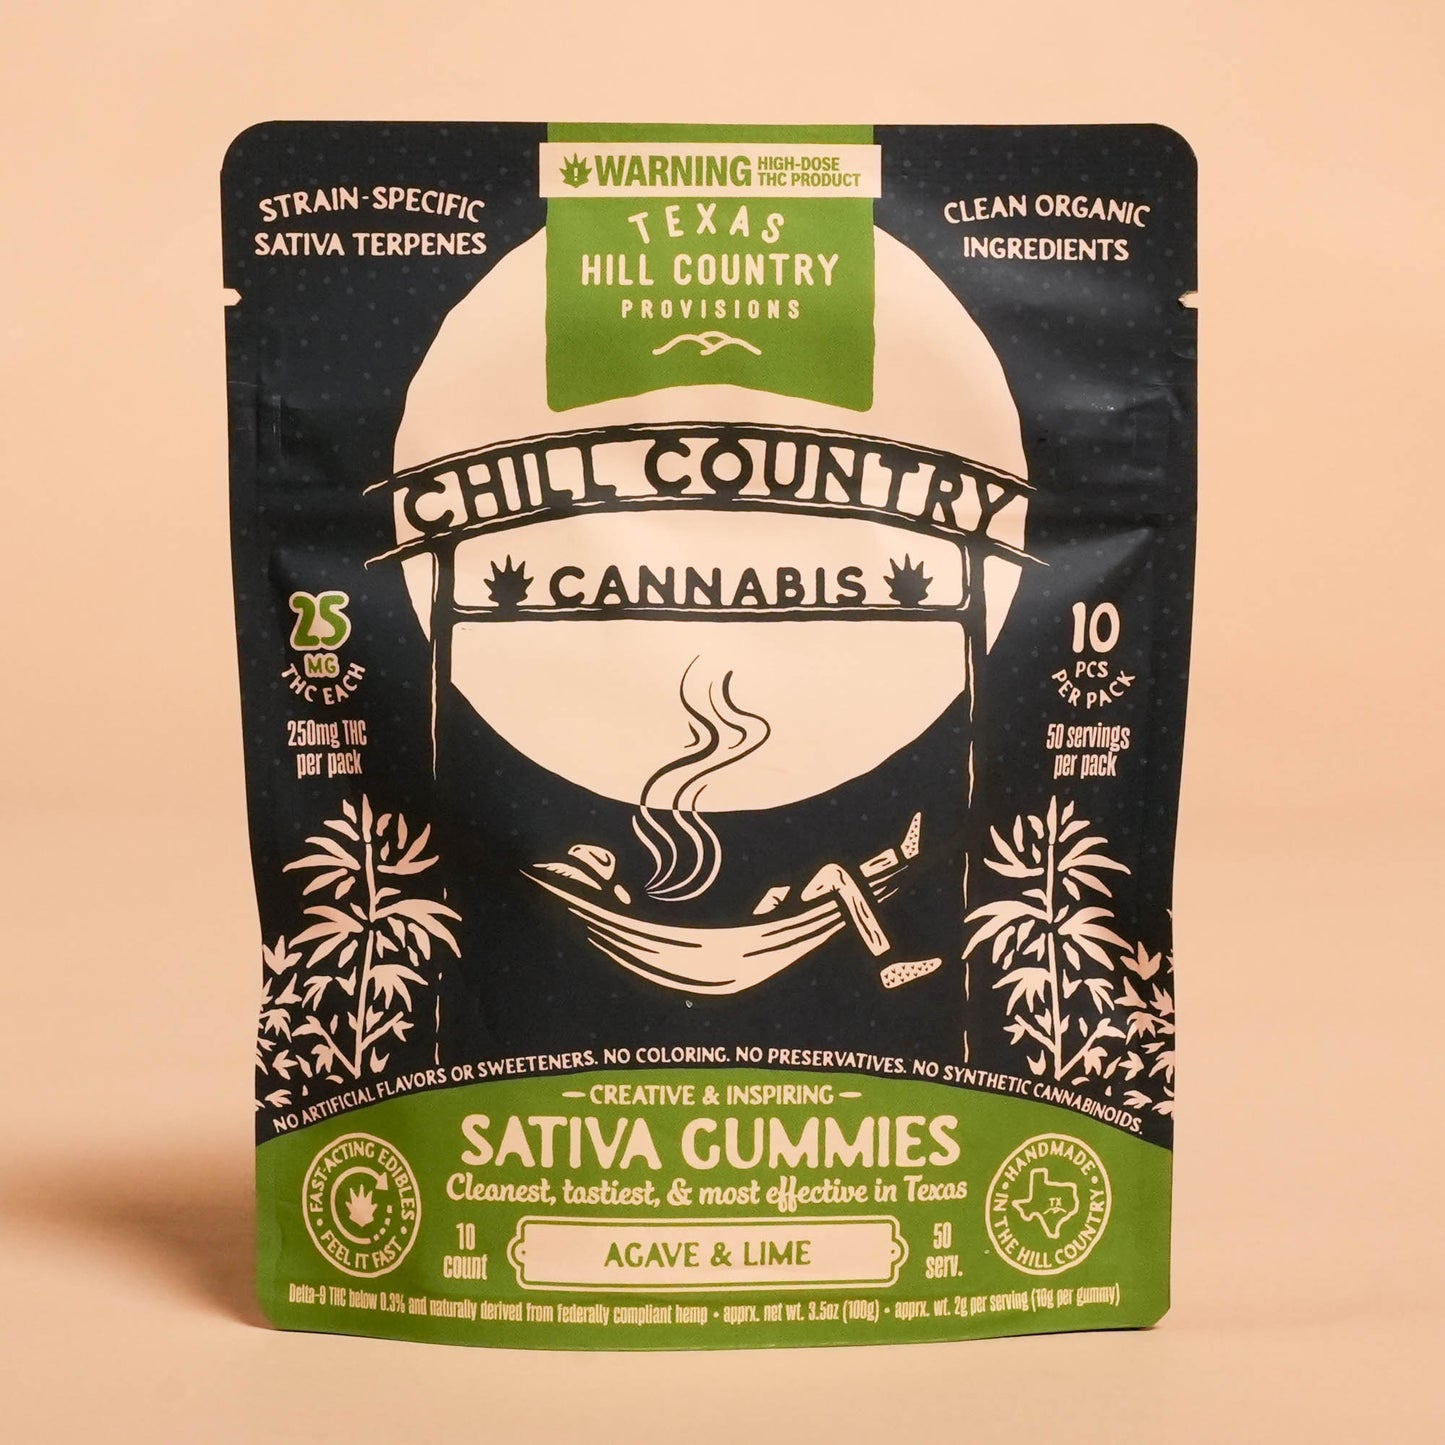 WARNING HIGH-DOSE THC PRODUCT
STRAIN-SPECIFIC
SATIVA TERPENES
TEXAS
HILL COUNTRY
PROVISIONS
CLEAN ORGANIC
INGREDIENTS
CHILL COUNTRY
CANNABIS
25
MG
THC EACH
250mg THC
per pack
10
PCS
PER PACK
50 servings
per pack
NO ARTIFICIAL FLAVORS OR SWEETENERS. NO COLORING. NO PRESERVATIVES. NO SYNTHETIC CANNABINOIDS.
CREATIVE & INSPIRING
SATIVA GUMMIES
Cleanest, tastiest, & most effective in Texas
FAST-ACTING EDIBLES • FEEL IT FAST •
10
count
AGAVE & LIME
50
serv.
• HANDMADE • IN THE HILL COUNTRY
TX
Delta-9 THC below 0.3% and naturally derived from federally compliant hemp • apprx. net wt. 3.5oz (100g) • apprx. wt. 2g per serving (10g per gummy)